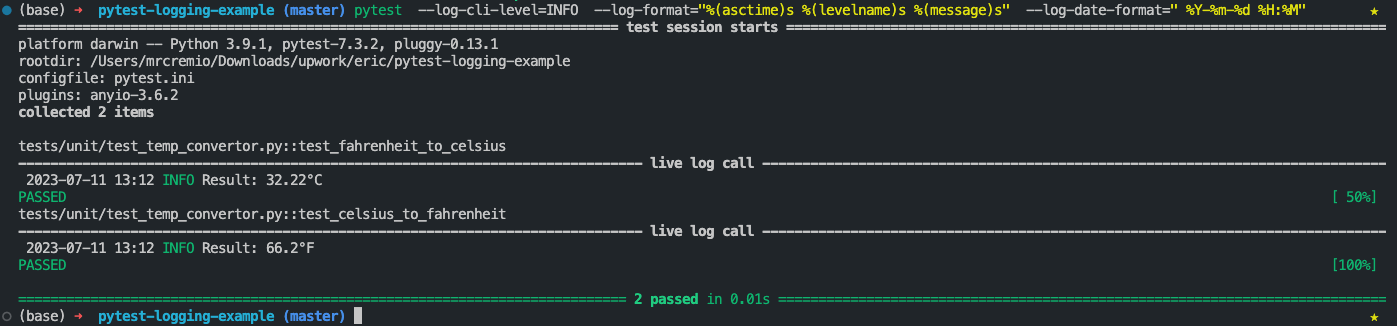 (base) ➜ pytest-logging-example (master) pytest --log-cli-level=INFO --log-format="%(asctime)s %(levelname)s %(message)s" --log-date-format=" %Y-%m-%d %H:%M" ★
test session starts
platform darwin -- Python 3.9.1, pytest-7.3.2, pluggy-0.13.1
rootdir: /Users/mrcremio/Downloads/upwork/eric/pytest-logging-example
configfile: pytest.ini
plugins: anyio-3.6.2
collected 2 items
tests/unit/test_temp_convertor.py::test_fahrenheit_to_celsius
live log call
2023-07-11 13:12 INFO Result: 32.22°C
PASSED [ 50%]
tests/unit/test_temp_convertor.py::test_celsius_to_fahrenheit
live log call
2023-07-11 13:12 INFO Result: 66.2°F
PASSED [100%]
2 passed in 0.01s
(base) ➜ pytest-logging-example (master) ★